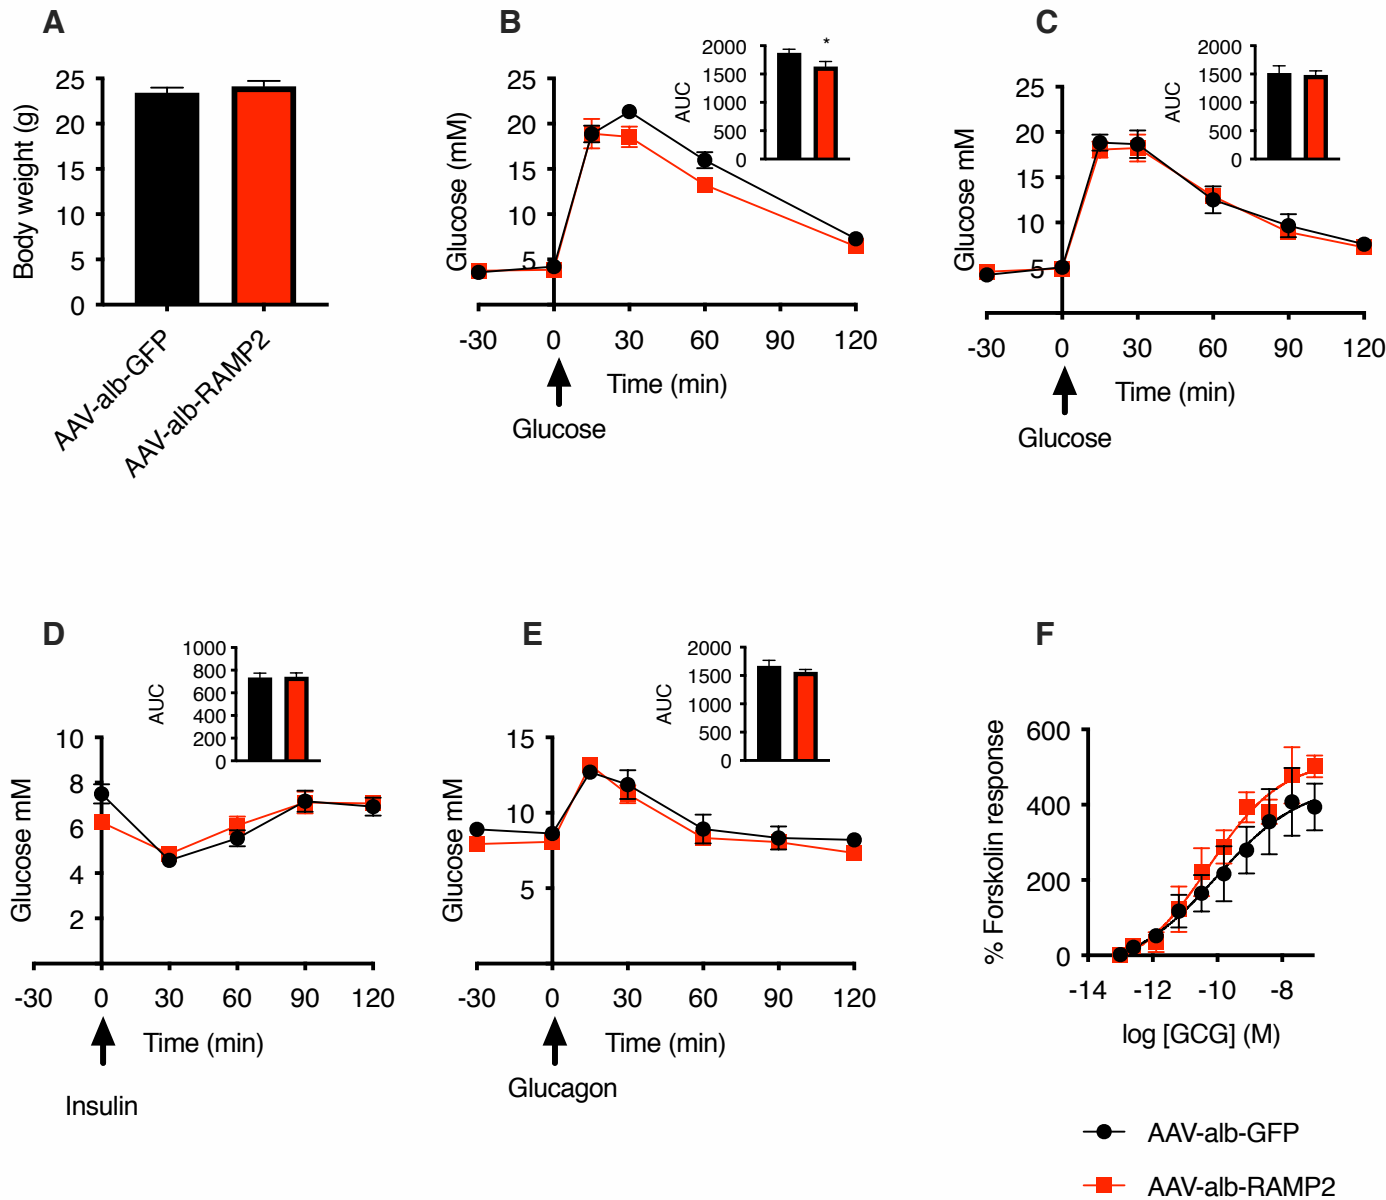 A
Body weight (g)
25
20
15
10
5
0
AAV-alb-GFP
AAV-alb-RAMP2
B
Glucose (mM)
25
20
15
10
5
-30 0 30 60 90 120
Time (min)
Glucose
AUC
2000
1500
1000
500
0
*
C
Glucose mM
25
20
15
10
5
-30 0 30 60 90 120
Time (min)
Glucose
AUC
2000
1500
1000
500
0
D
Glucose mM
10
8
6
4
2
-30 0 30 60 90 120
Time (min)
Insulin
AUC
1000
800
600
400
200
0
E
Glucose mM
15
10
5
-30 0 30 60 90 120
Time (min)
Glucagon
AUC
2000
1500
1000
500
0
F
% Forskolin response
600
400
200
0
-14 -12 -10 -8
log [GCG] (M)
AAV-alb-GFP
AAV-alb-RAMP2